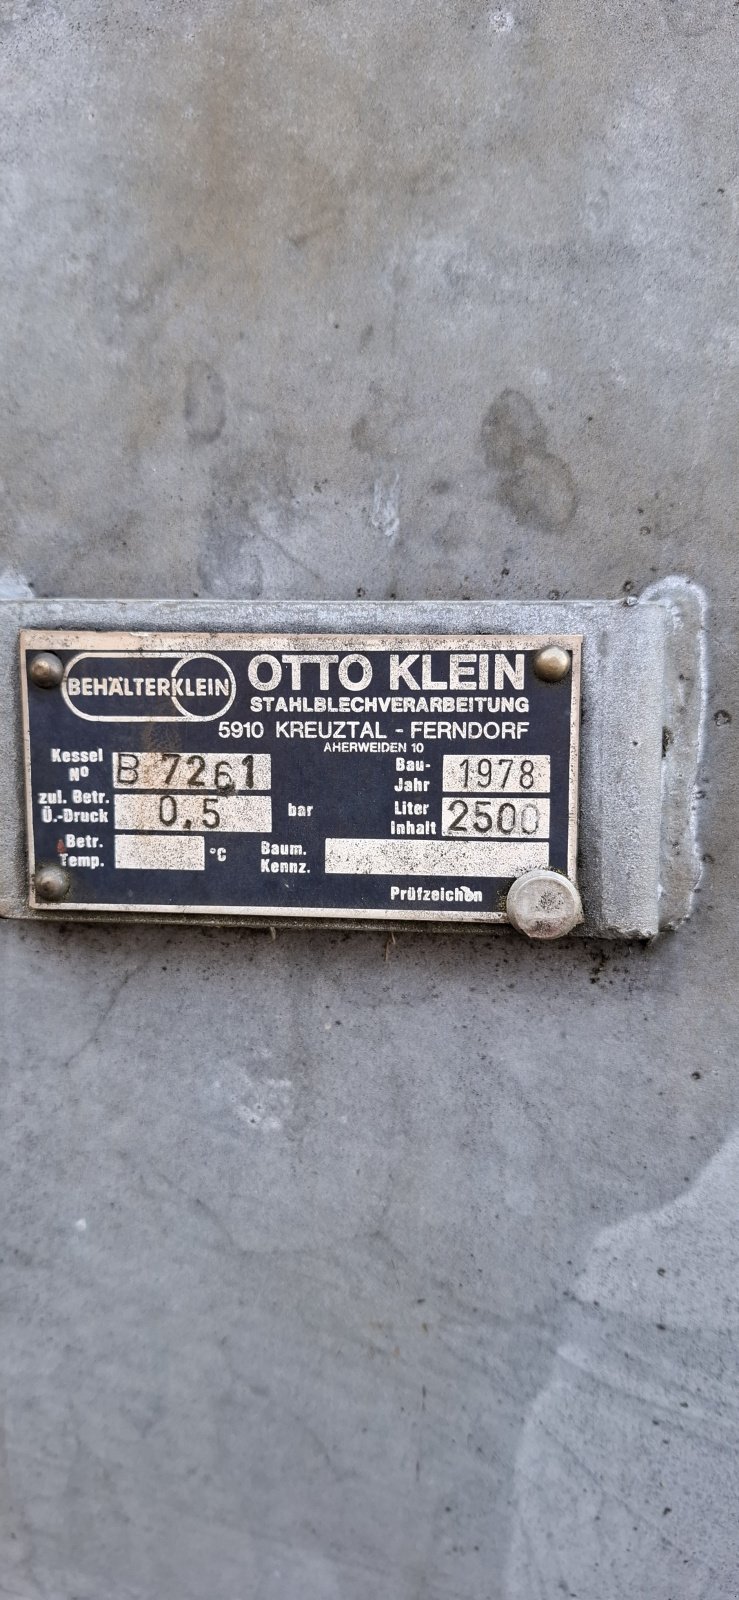 BEHÄLTERKLEIN
OTTO KLEIN
STAHLBLECHVERARBEITUNG
5910 KREUZTAL - FERNDORF
AHERWEIDEN 10
Kessel
Nº B 7261
Bau-
Jahr 1978
zul. Betr.
Ü.-Druck 0,5 bar
Liter
Inhalt 2500
Betr.
Temp. °C
Baum.
Kennz.
Prüfzeichen